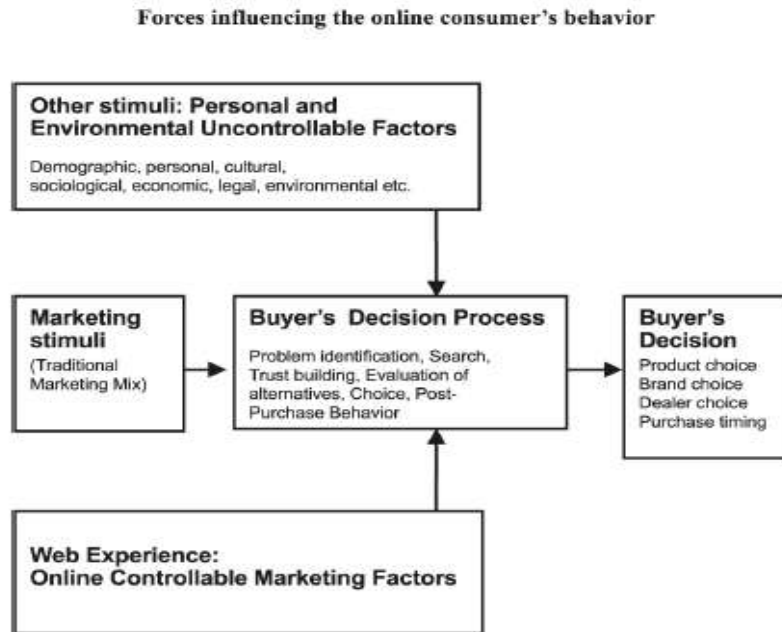 Forces influencing the online consumer's behavior
Other stimuli: Personal and
Environmental Uncontrollable Factors
Demographic, personal, cultural,
sociological, economic, legal, environmental etc.
Marketing
stimuli
(Traditional
Marketing Mix)
Buyer's Decision Process
Problem identification, Search,
Trust building, Evaluation of
alternatives, Choice, Post-
Purchase Behavior
Buyer's
Decision
Product choice
Brand choice
Dealer choice
Purchase timing
Web Experience:
Online Controllable Marketing Factors